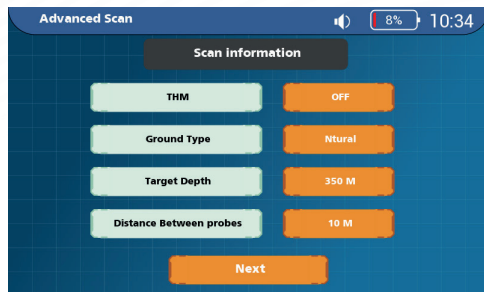 Advanced Scan 8% 10:34
Scan information
THM OFF
Ground Type Ntural
Target Depth 350 M
Distance Between probes 10 M
Next